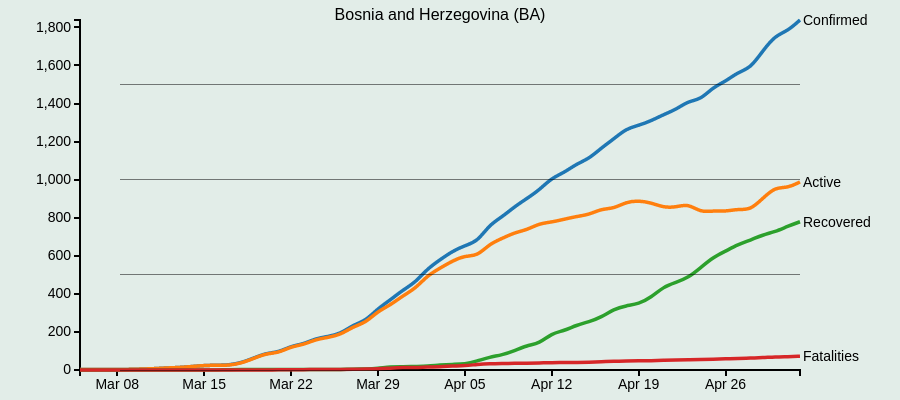 Bosnia and Herzegovina (BA)
1,800
1,600
1,400
1,200
1,000
800
600
400
200
0
Confirmed
Active
Recovered
Fatalities
Mar 08 Mar 15 Mar 22 Mar 29 Apr 05 Apr 12 Apr 19 Apr 26